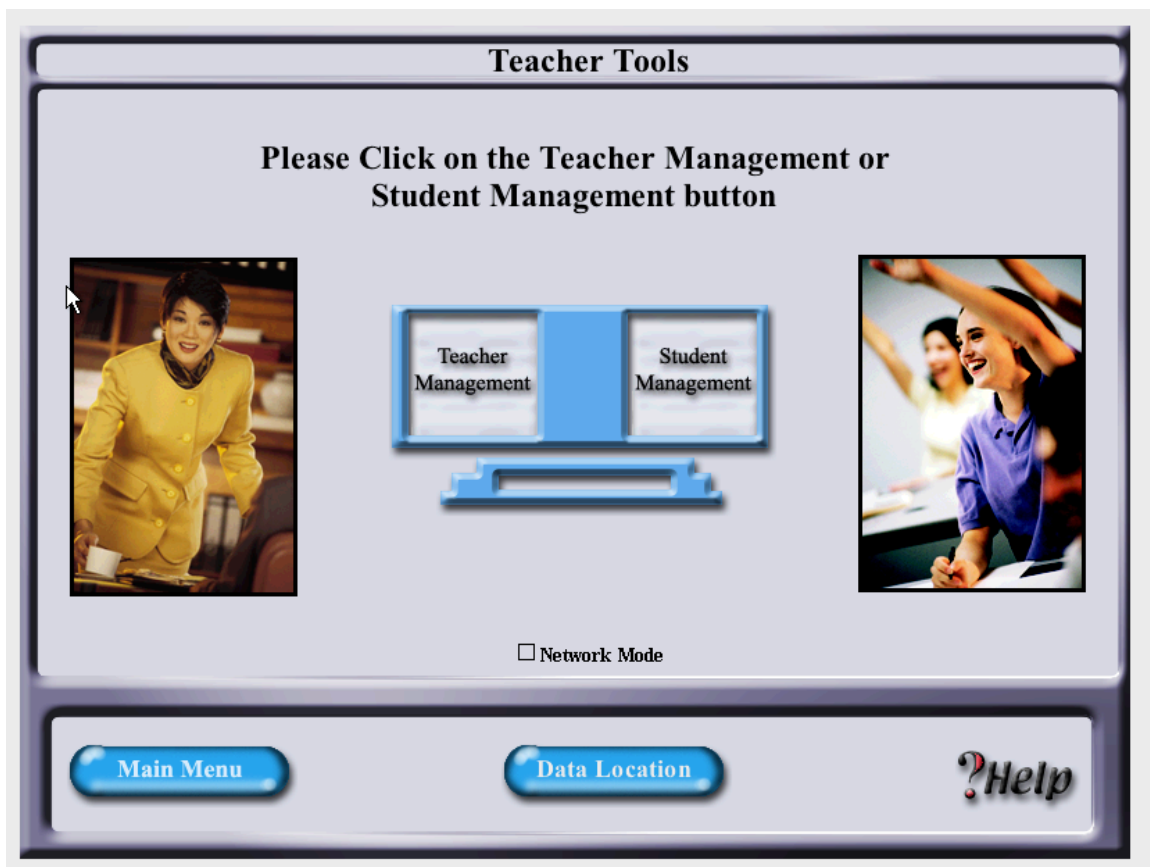 Teacher Tools
Please Click on the Teacher Management or
Student Management button
Teacher
Management
Student
Management
Network Mode
Main Menu
Data Location
?Help